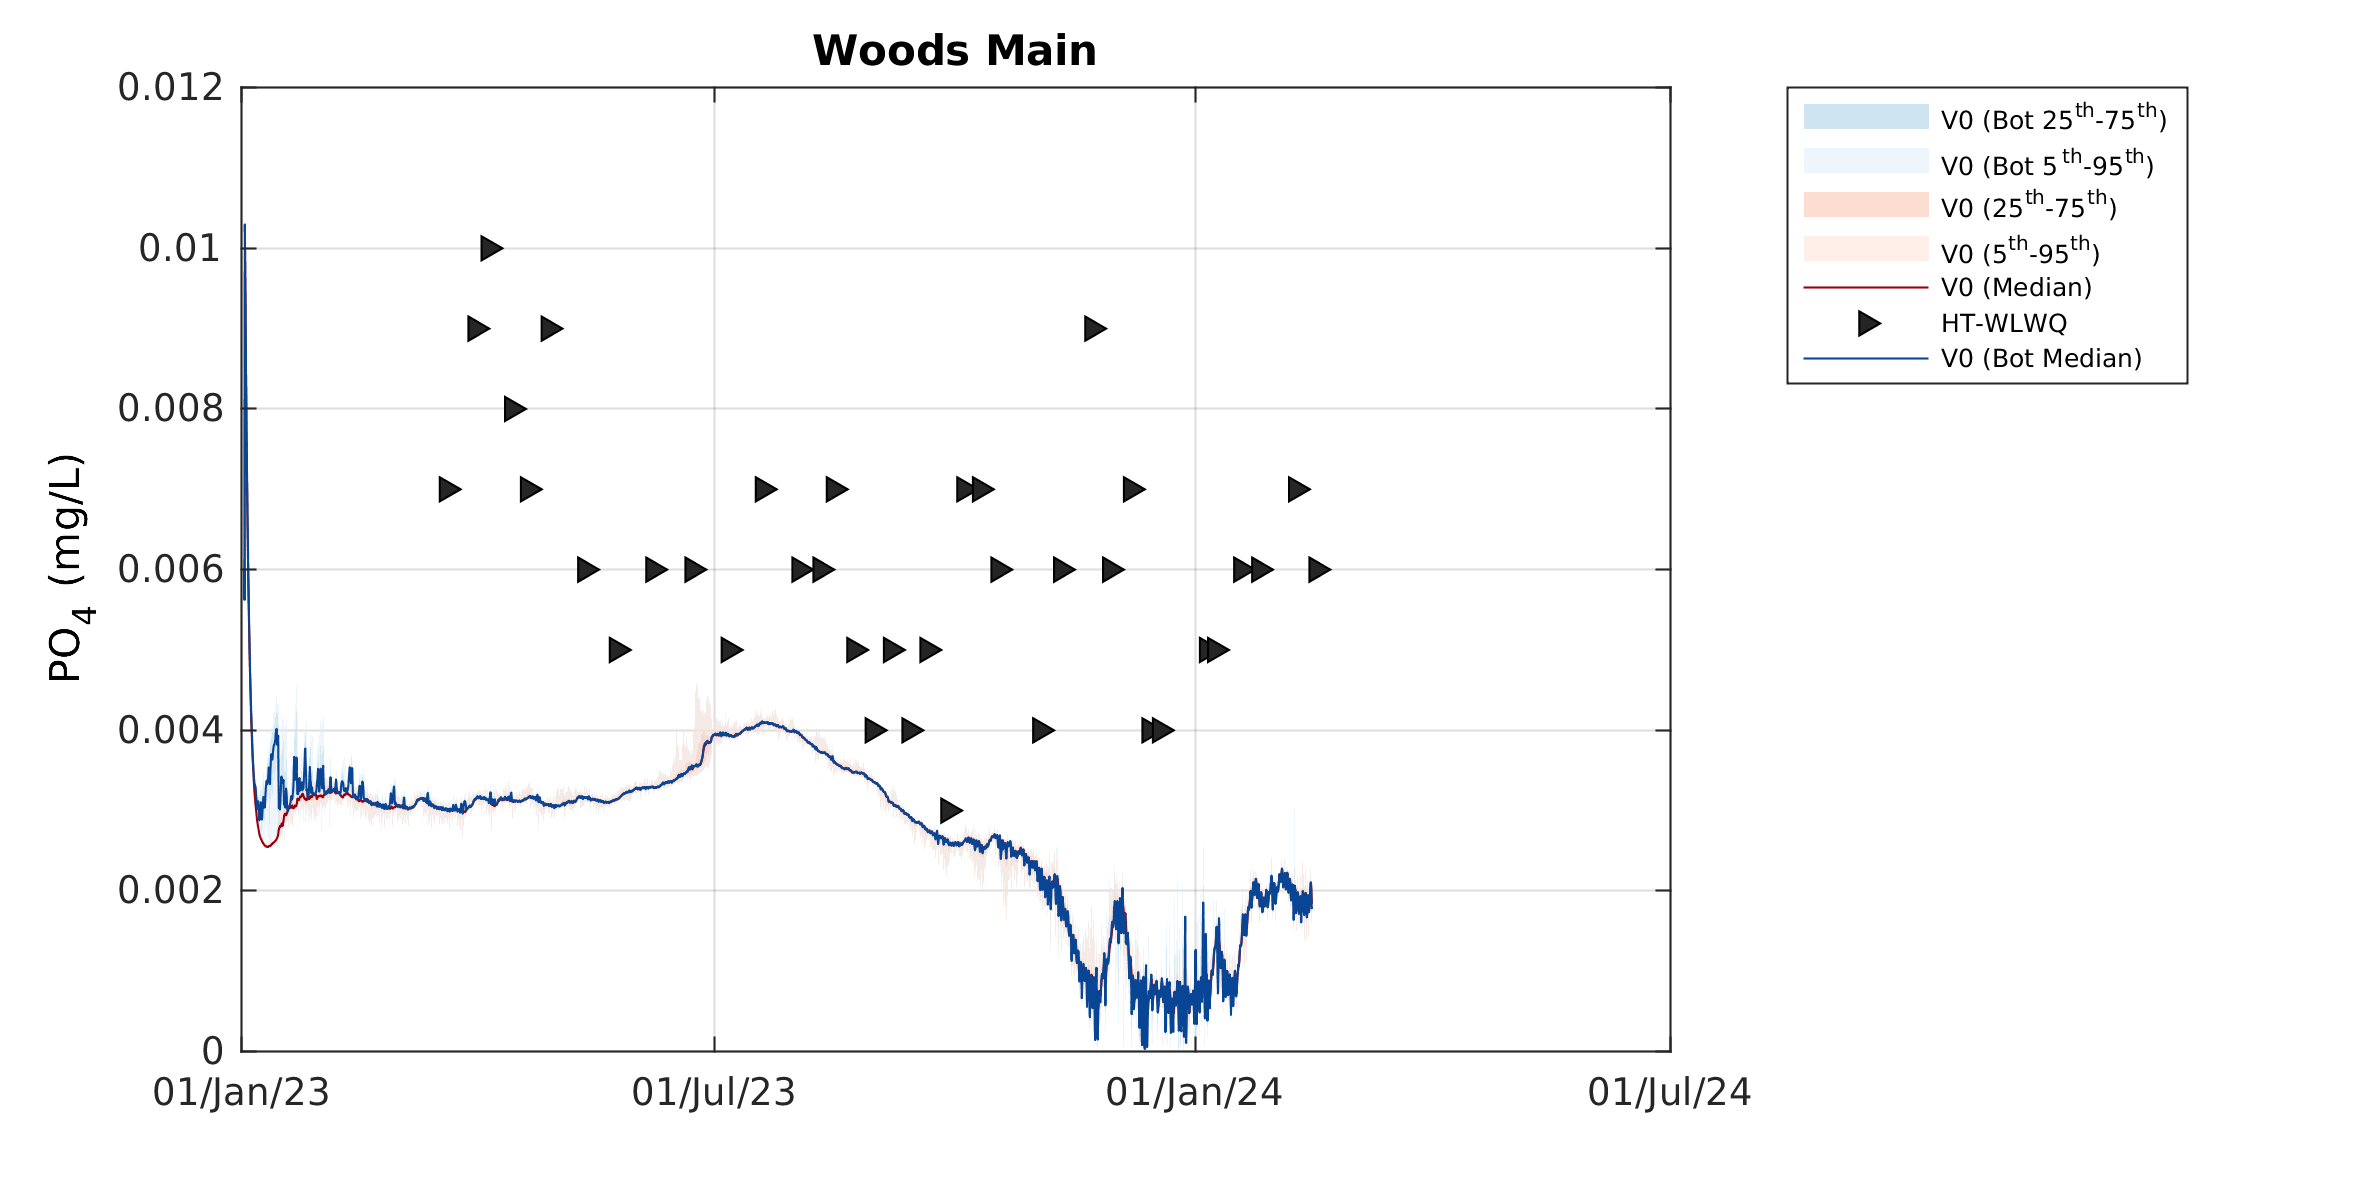 Woods Main
0.012
0.01
0.008
0.006
0.004
0.002
0
PO4 (mg/L)
01/Jan/23
01/Jul/23
01/Jan/24
01/Jul/24
V0 (Bot 25th-75th)
V0 (Bot 5th-95th)
V0 (25th-75th)
V0 (5th-95th)
V0 (Median)
HT-WLWQ
V0 (Bot Median)